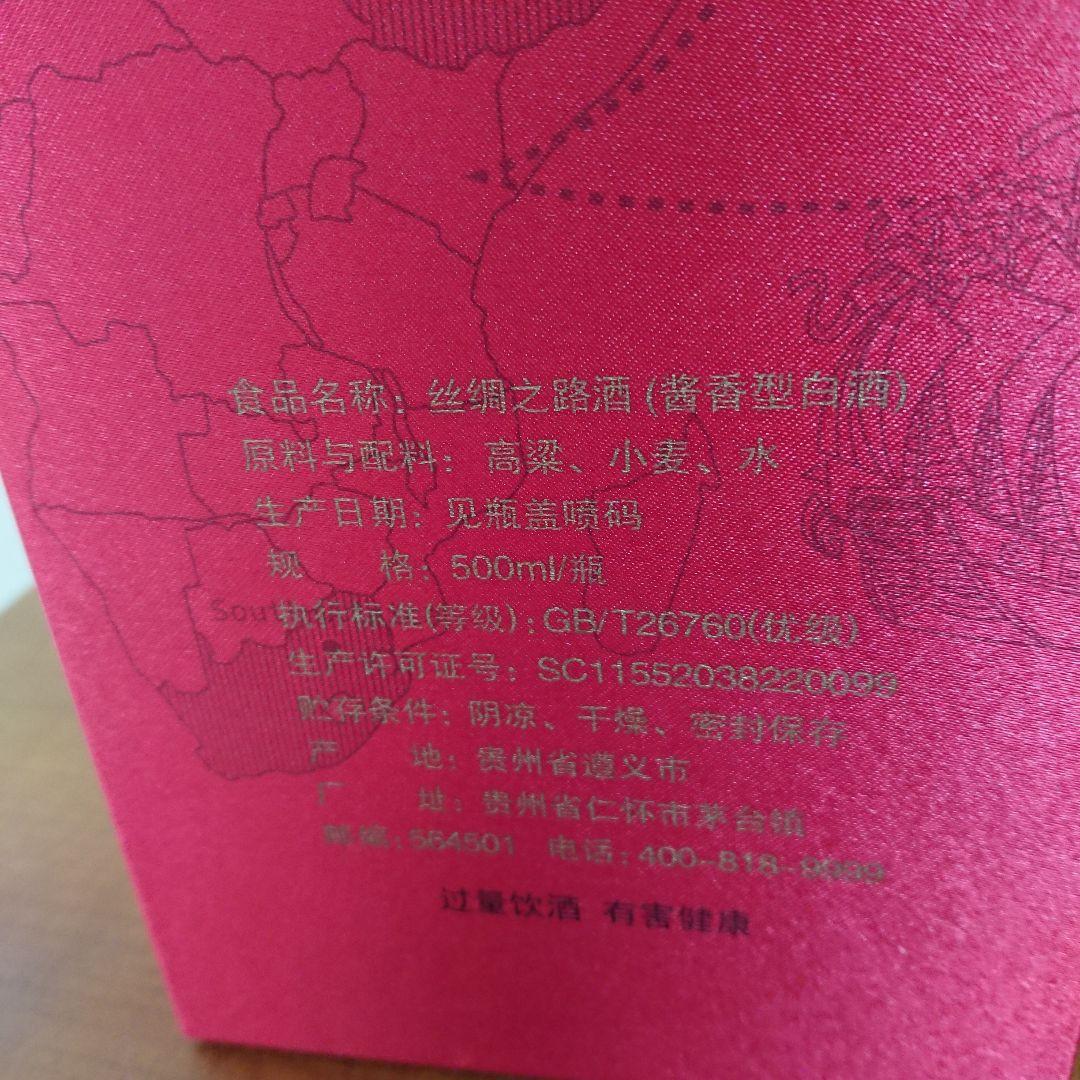 食品名称：丝绸之路酒(酱香型白酒)
原料与配料：高粱、小麦、水
生产日期：见瓶盖喷码
规 格：500ml/瓶
South
执行标准(等级)：GB/T26760(优级)
生产许可证号：SC11552038220099
贮存条件：阴凉、干燥、密封保存
产 地：贵州省遵义市
厂 址：贵州省仁怀市茅台镇
邮编：564501 电话：400-818-9999
过量饮酒 有害健康